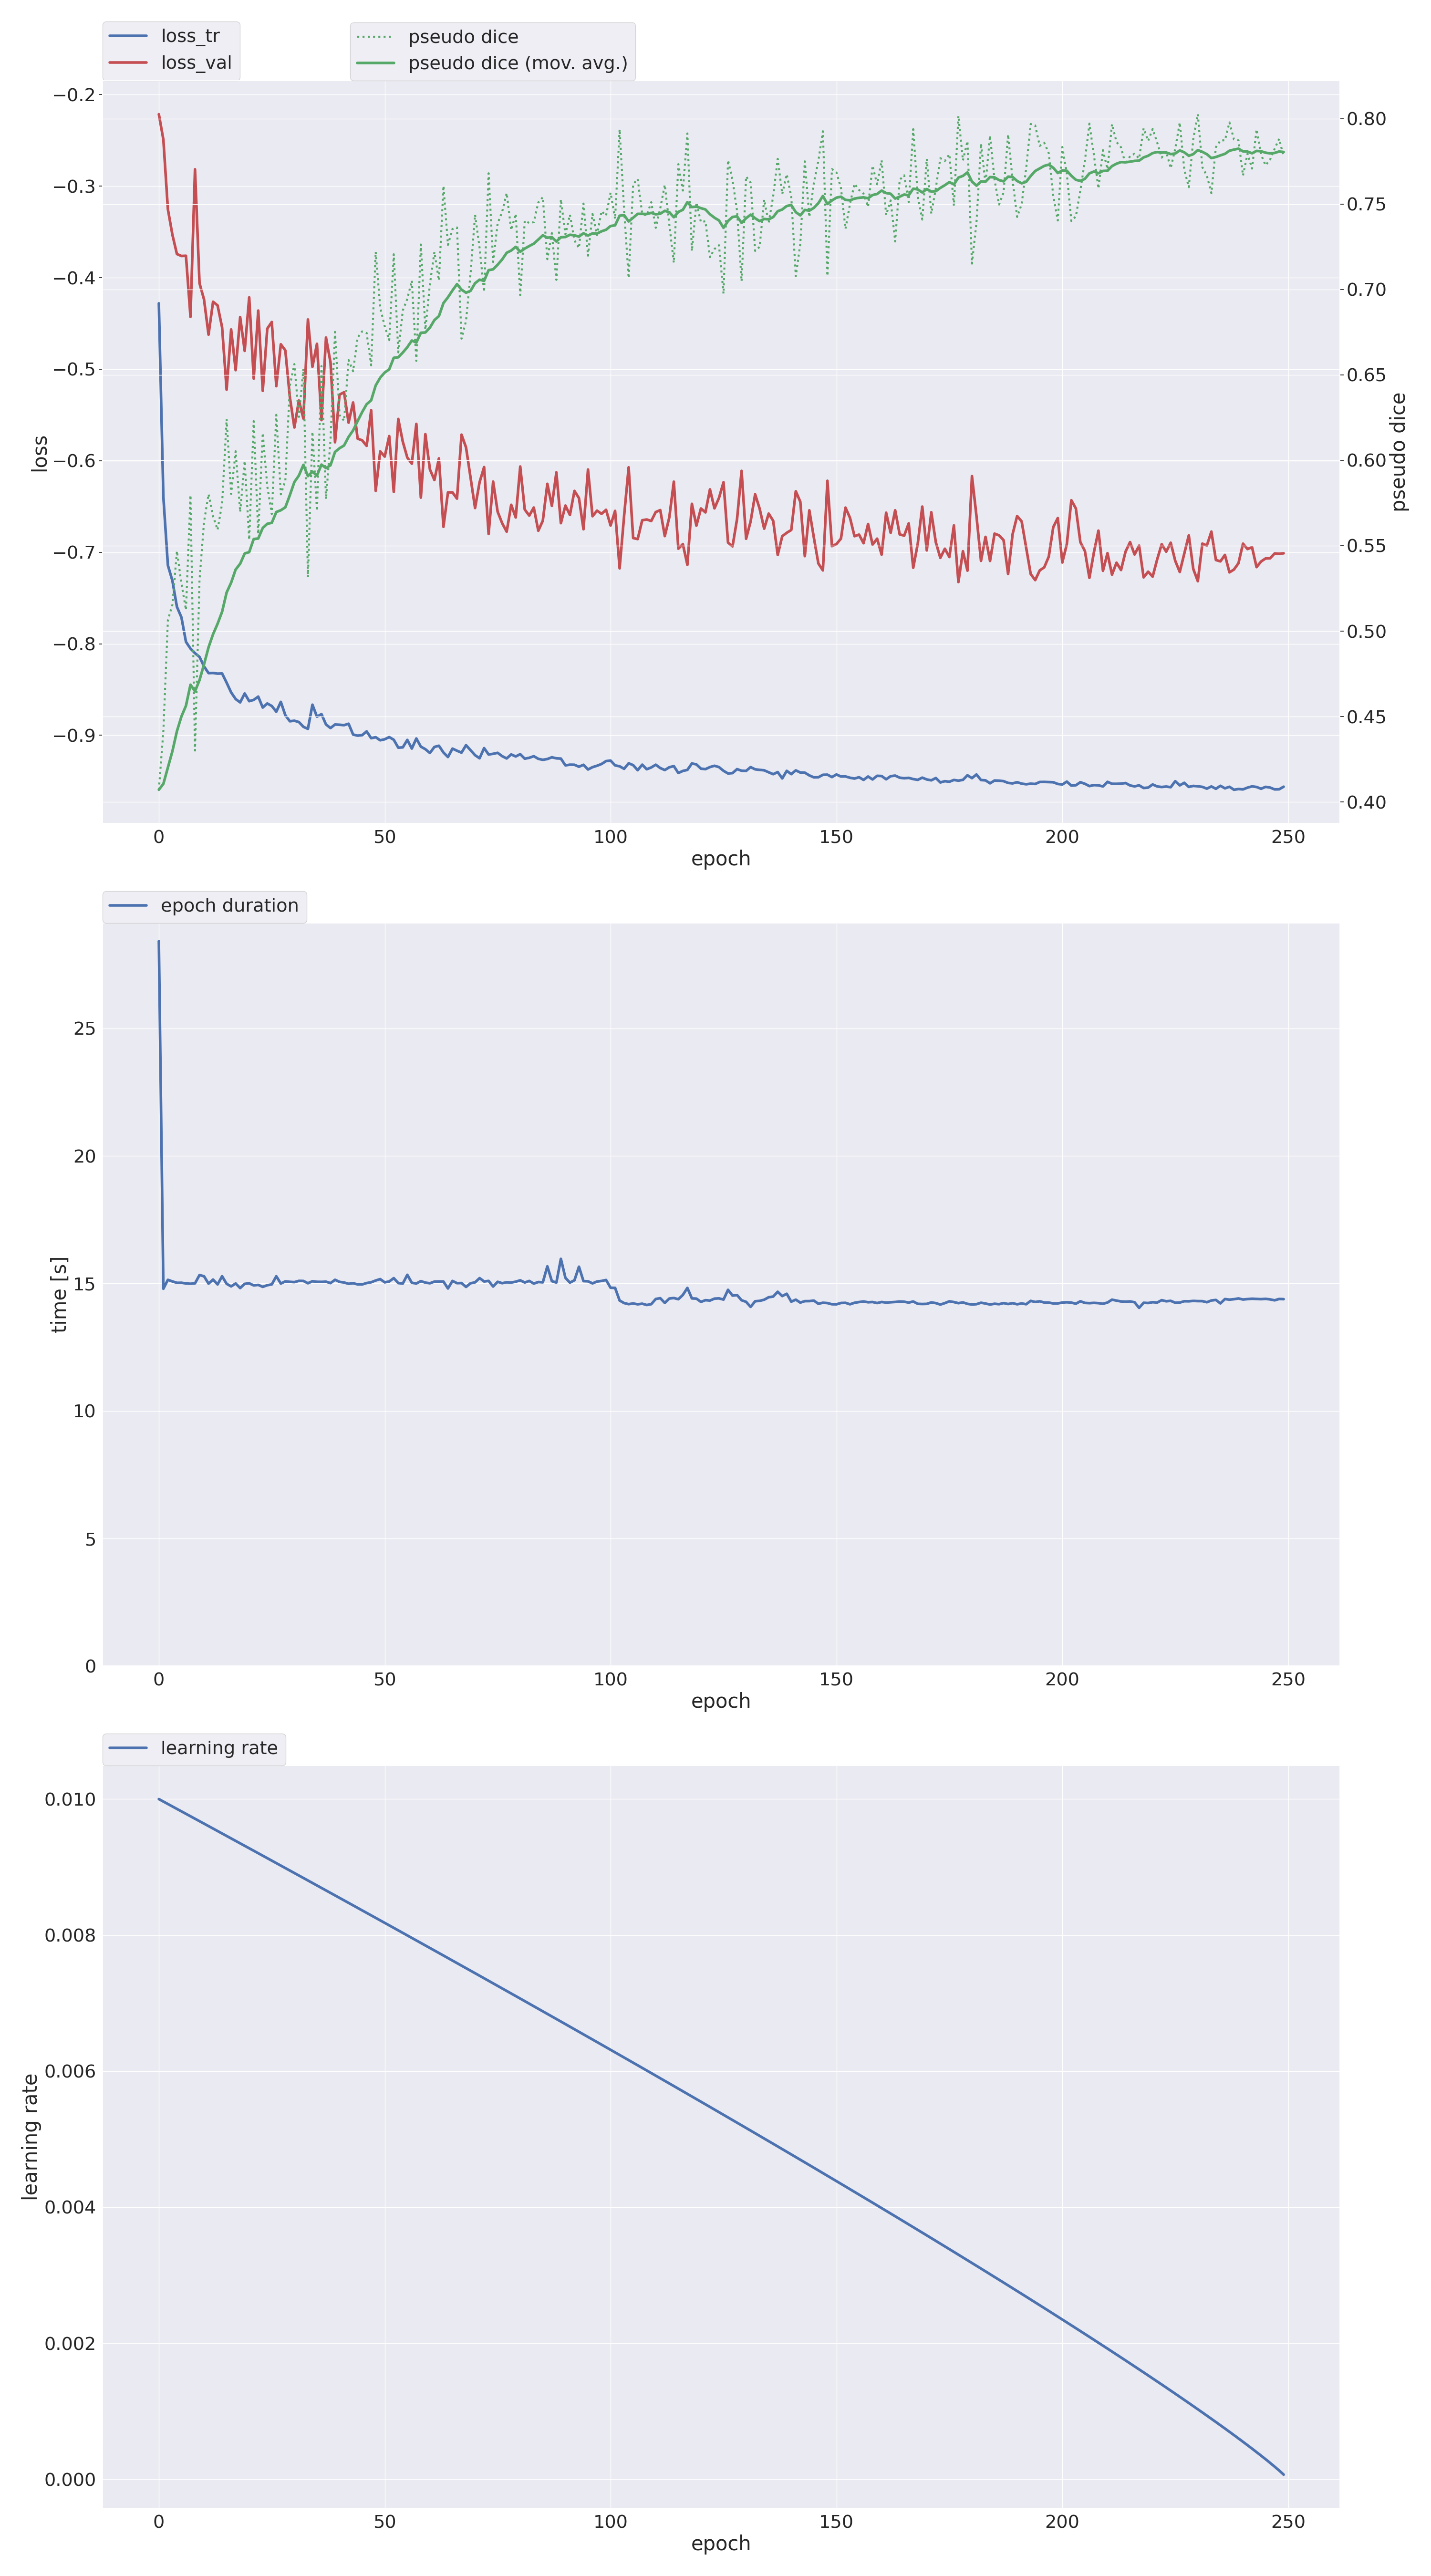 loss_tr
loss_val
pseudo dice
pseudo dice (mov. avg.)
−0.2
−0.3
−0.4
−0.5
−0.6
−0.7
−0.8
−0.9
loss
0.80
0.75
0.70
0.65
0.60
0.55
0.50
0.45
0.40
pseudo dice
0 50 100 150 200 250
epoch
epoch duration
25
20
15
10
5
0
time [s]
0 50 100 150 200 250
epoch
learning rate
0.010
0.008
0.006
0.004
0.002
0.000
learning rate
0 50 100 150 200 250
epoch